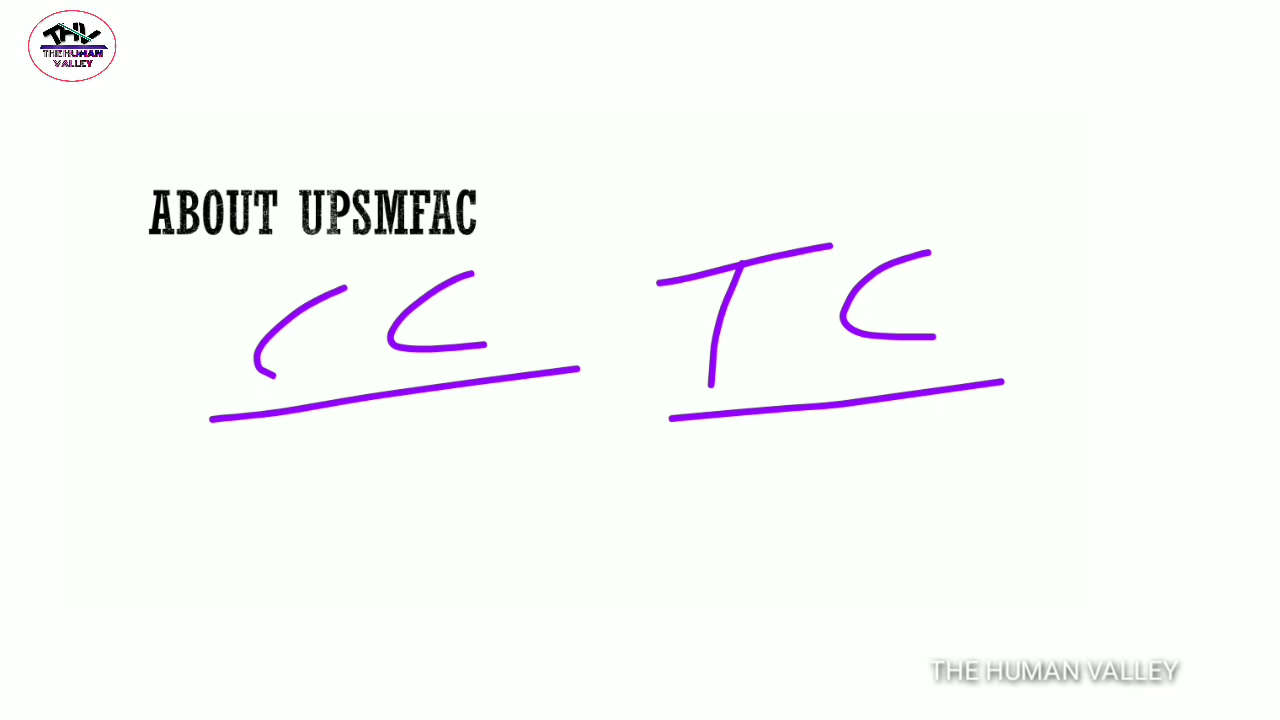 THV
THE HUMAN
VALLEY
ABOUT UPSMFAC
CC TC
THE HUMAN VALLEY